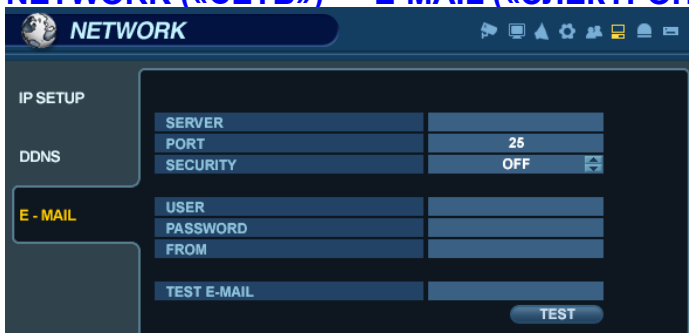 NETWORK
IP SETUP
SERVER
PORT 25
DDNS
SECURITY OFF
E - MAIL
USER
PASSWORD
FROM
TEST E-MAIL
TEST